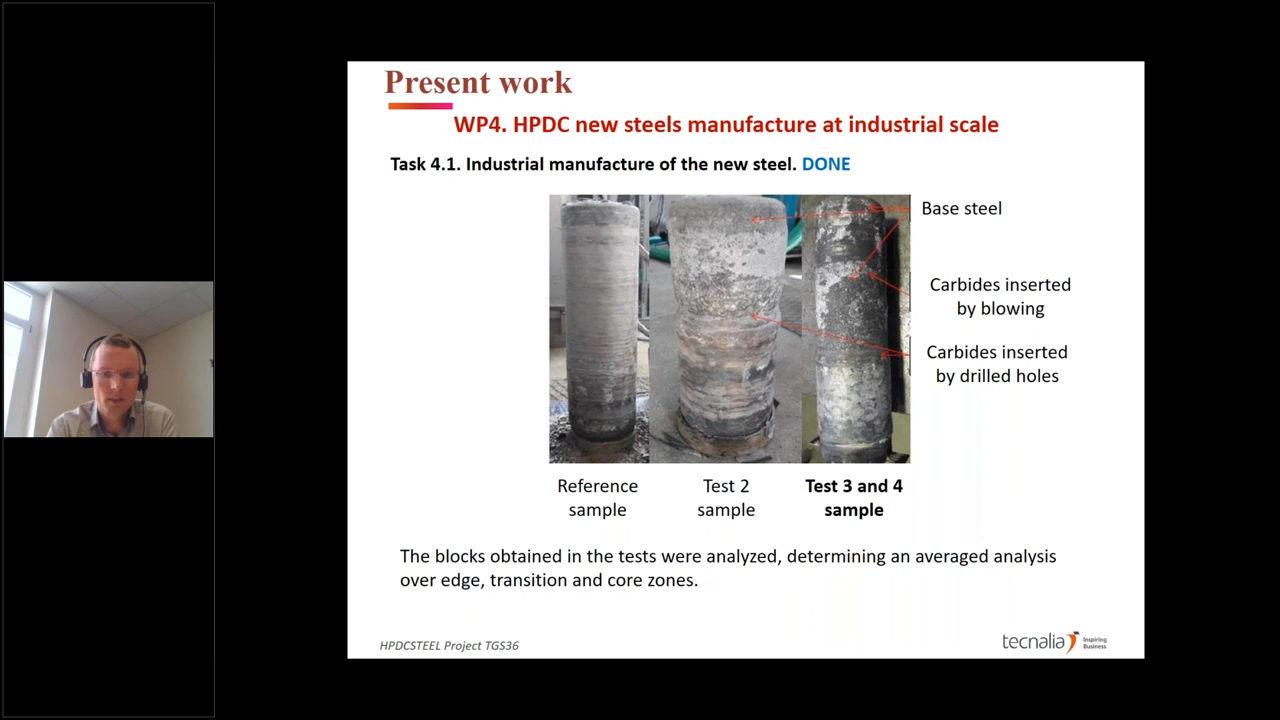 Present work
WP4. HPDC new steels manufacture at industrial scale
Task 4.1. Industrial manufacture of the new steel. DONE
Base steel
Carbides inserted
by blowing
Carbides inserted
by drilled holes
Reference
sample
Test 2
sample
Test 3 and 4
sample
The blocks obtained in the tests were analyzed, determining an averaged analysis
over edge, transition and core zones.
HPDCSTEEL Project TGS36
tecnalia
Inspiring
Business